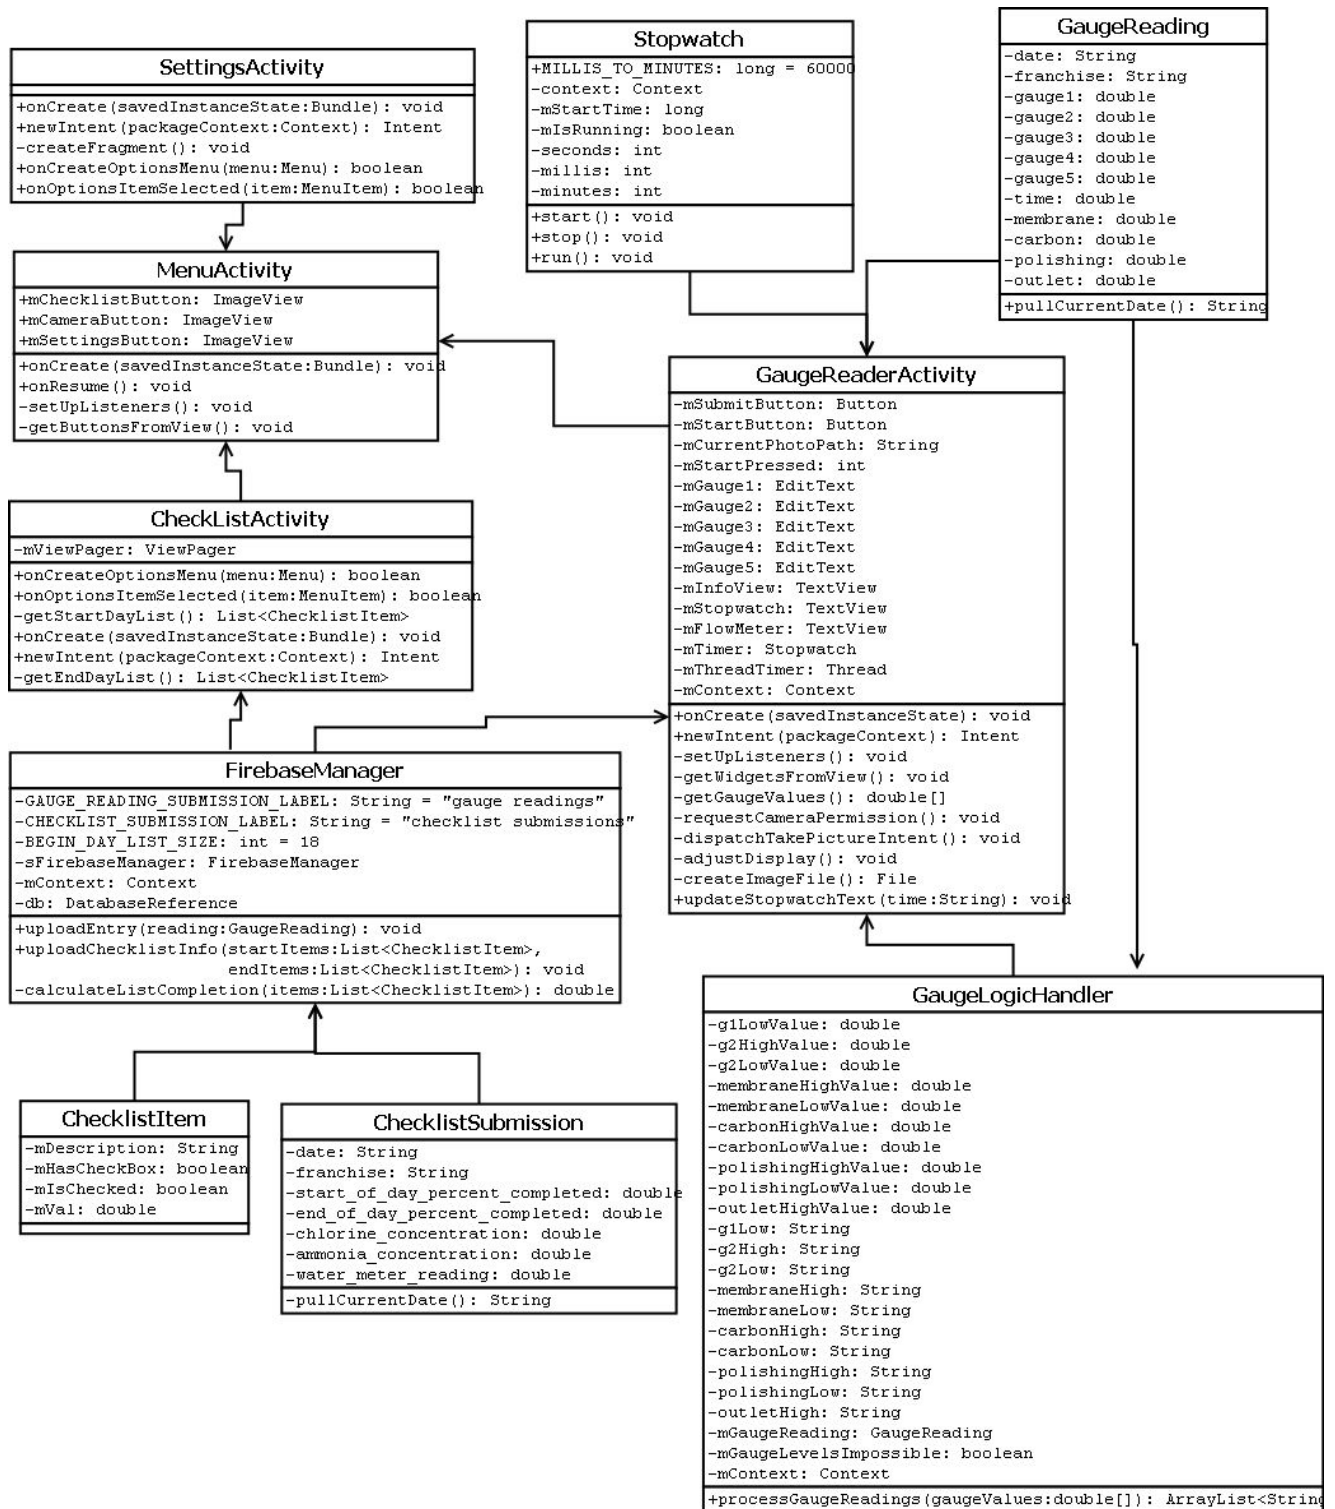 SettingsActivity
+onCreate(savedInstanceState:Bundle): void
+newIntent(packageContext:Context): Intent
-createFragment(): void
+onCreateOptionsMenu(menu:Menu): boolean
+onOptionsItemSelected(item:MenuItem): boolean
Stopwatch
+MILLIS_TO_MINUTES: long = 60000
-context: Context
-mStartTime: long
-mIsRunning: boolean
-seconds: int
-millis: int
-minutes: int
+start(): void
+stop(): void
+run(): void
GaugeReading
-date: String
-franchise: String
-gauge1: double
-gauge2: double
-gauge3: double
-gauge4: double
-gauge5: double
-time: double
-membrane: double
-carbon: double
-polishing: double
-outlet: double
+pullCurrentDate(): String
MenuActivity
+mChecklistButton: ImageView
+mCameraButton: ImageView
+mSettingsButton: ImageView
+onCreate(savedInstanceState:Bundle): void
+onResume(): void
-setUpListeners(): void
-getButtonsFromView(): void
GaugeReaderActivity
-mSubmitButton: Button
-mStartButton: Button
-mCurrentPhotoPath: String
-mStartPressed: int
-mGauge1: EditText
-mGauge2: EditText
-mGauge3: EditText
-mGauge4: EditText
-mGauge5: EditText
-mInfoView: TextView
-mStopwatch: TextView
-mFlowMeter: TextView
-mTimer: Stopwatch
-mThreadTimer: Thread
-mContext: Context
+onCreate(savedInstanceState): void
+newIntent(packageContext): Intent
-setUpListeners(): void
-getWidgetsFromView(): void
-getGaugeValues(): double[]
-requestCameraPermission(): void
-dispatchTakePictureIntent(): void
-adjustDisplay(): void
-createImageFile(): File
+updateStopwatchText(time:String): void
CheckListActivity
-mViewPager: ViewPager
+onCreateOptionsMenu(menu:Menu): boolean
+onOptionsItemSelected(item:MenuItem): boolean
-getStartDayList(): List<ChecklistItem>
+onCreate(savedInstanceState:Bundle): void
+newIntent(packageContext:Context): Intent
-getEndDayList(): List<ChecklistItem>
FirebaseManager
-GAUGE_READING_SUBMISSION_LABEL: String = "gauge readings"
-CHECKLIST_SUBMISSION_LABEL: String = "checklist submissions"
-BEGIN_DAY_LIST_SIZE: int = 18
-sFirebaseManager: FirebaseManager
-mContext: Context
-db: DatabaseReference
+uploadEntry(reading:GaugeReading): void
+uploadChecklistInfo(startItems:List<ChecklistItem>,
endItems:List<ChecklistItem>): void
-calculateListCompletion(items:List<ChecklistItem>): double
ChecklistItem
-mDescription: String
-mHasCheckBox: boolean
-mIsChecked: boolean
-mVal: double
ChecklistSubmission
-date: String
-franchise: String
-start_of_day_percent_completed: double
-end_of_day_percent_completed: double
-chlorine_concentration: double
-ammonia_concentration: double
-water_meter_reading: double
-pullCurrentDate(): String
GaugeLogicHandler
-g1LowValue: double
-g2HighValue: double
-g2LowValue: double
-membraneHighValue: double
-membraneLowValue: double
-carbonHighValue: double
-carbonLowValue: double
-polishingHighValue: double
-polishingLowValue: double
-outletHighValue: double
-g1Low: String
-g2High: String
-g2Low: String
-membraneHigh: String
-membraneLow: String
-carbonHigh: String
-carbonLow: String
-polishingHigh: String
-polishingLow: String
-outletHigh: String
-mGaugeReading: GaugeReading
-mGaugeLevelsImpossible: boolean
-mContext: Context
+processGaugeReadings(gaugeValues:double[]): ArrayList<String